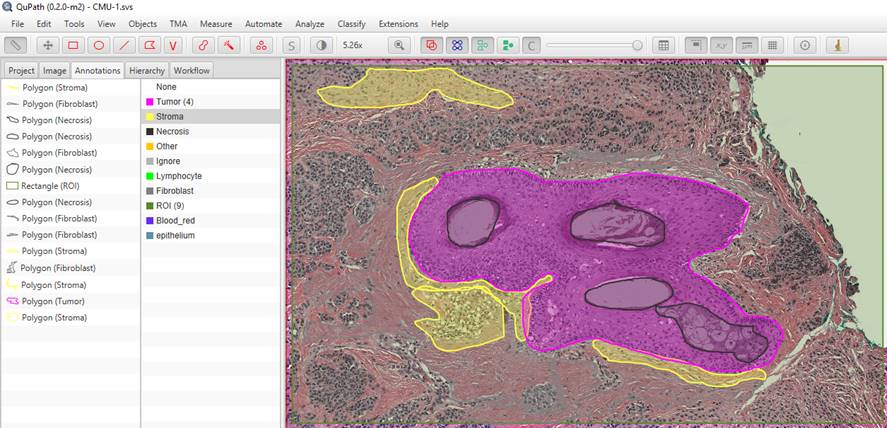 QuPath (0.2.0-m2) - CMU-1.svs
File Edit Tools View Objects TMA Measure Automate Analyze Classify Extensions Help
S 5.26x C x,y μm
Project Image Annotations Hierarchy Workflow
Polygon (Stroma)
Polygon (Fibroblast)
Polygon (Necrosis)
Polygon (Necrosis)
Polygon (Fibroblast)
Polygon (Necrosis)
Rectangle (ROI)
Polygon (Necrosis)
Polygon (Fibroblast)
Polygon (Fibroblast)
Polygon (Stroma)
Polygon (Fibroblast)
Polygon (Stroma)
Polygon (Tumor)
Polygon (Stroma)
None
Tumor (4)
Stroma
Necrosis
Other
Ignore
Lymphocyte
Fibroblast
ROI (9)
Blood_red
epithelium